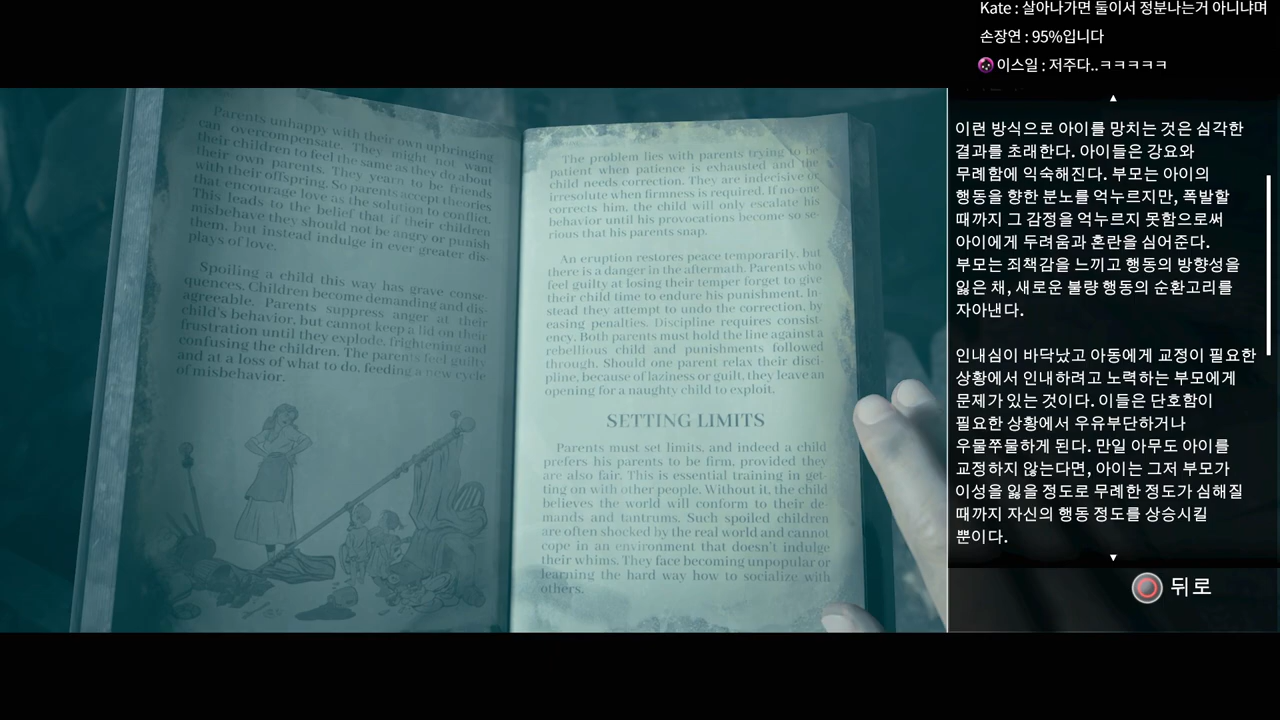 Kate : 살아나가면 둘이서 정분나는거 아니냐며
손장연 : 95%입니다
이스일 : 저주다..ㅋㅋㅋㅋㅋ
Parents unhappy with their own upbringing
can overcompensate. They might not want
their children to feel the same as they do about
their own parents. They yearn to be friends
with their offspring. So parents accept theories
that encourage love as the solution to conflict.
This leads to the belief that if their children
misbehave they should not be angry or punish
them, but instead indulge in ever greater dis-
plays of love.
Spoiling a child this way has grave conse-
quences. Children become demanding and dis-
agreeable. Parents suppress anger at their
child's behavior, but cannot keep a lid on their
frustration until they explode, frightening and
confusing the children. The parents feel guilty
and at a loss of what to do, feeding a new cycle
of misbehavior.
The problem lies with parents trying to be
patient when patience is exhausted and the
child needs correction. They are indecisive or
irresolute when firmness is required. If no-one
corrects him, the child will only escalate his
behavior until his provocations become so se-
rious that his parents snap.
An eruption restores peace temporarily, but
there is a danger in the aftermath. Parents who
feel guilty at losing their temper forget to give
their child time to endure his punishment. In-
stead they attempt to undo the correction, by
easing penalties. Discipline requires consist-
ency. Both parents must hold the line against a
rebellious child and punishments followed
through. Should one parent relax their disci-
pline, because of laziness or guilt, they leave an
opening for a naughty child to exploit.
SETTING LIMITS
Parents must set limits, and indeed a child
prefers his parents to be firm, provided they
are also fair. This is essential training in get-
ting on with other people. Without it, the child
believes the world will conform to their de-
mands and tantrums. Such spoiled children
are often shocked by the real world and cannot
cope in an environment that doesn't indulge
their whims. They face becoming unpopular or
learning the hard way how to socialize with
others.
이런 방식으로 아이를 망치는 것은 심각한
결과를 초래한다. 아이들은 강요와
무례함에 익숙해진다. 부모는 아이의
행동을 향한 분노를 억누르지만, 폭발할
때까지 그 감정을 억누르지 못함으로써
아이에게 두려움과 혼란을 심어준다.
부모는 죄책감을 느끼고 행동의 방향성을
잃은 채, 새로운 불량 행동의 순환고리를
자아낸다.
인내심이 바닥났고 아동에게 교정이 필요한
상황에서 인내하려고 노력하는 부모에게
문제가 있는 것이다. 이들은 단호함이
필요한 상황에서 우유부단하거나
우물쭈물하게 된다. 만일 아무도 아이를
교정하지 않는다면, 아이는 그저 부모가
이성을 잃을 정도로 무례한 정도가 심해질
때까지 자신의 행동 정도를 상승시킬
뿐이다.
뒤로